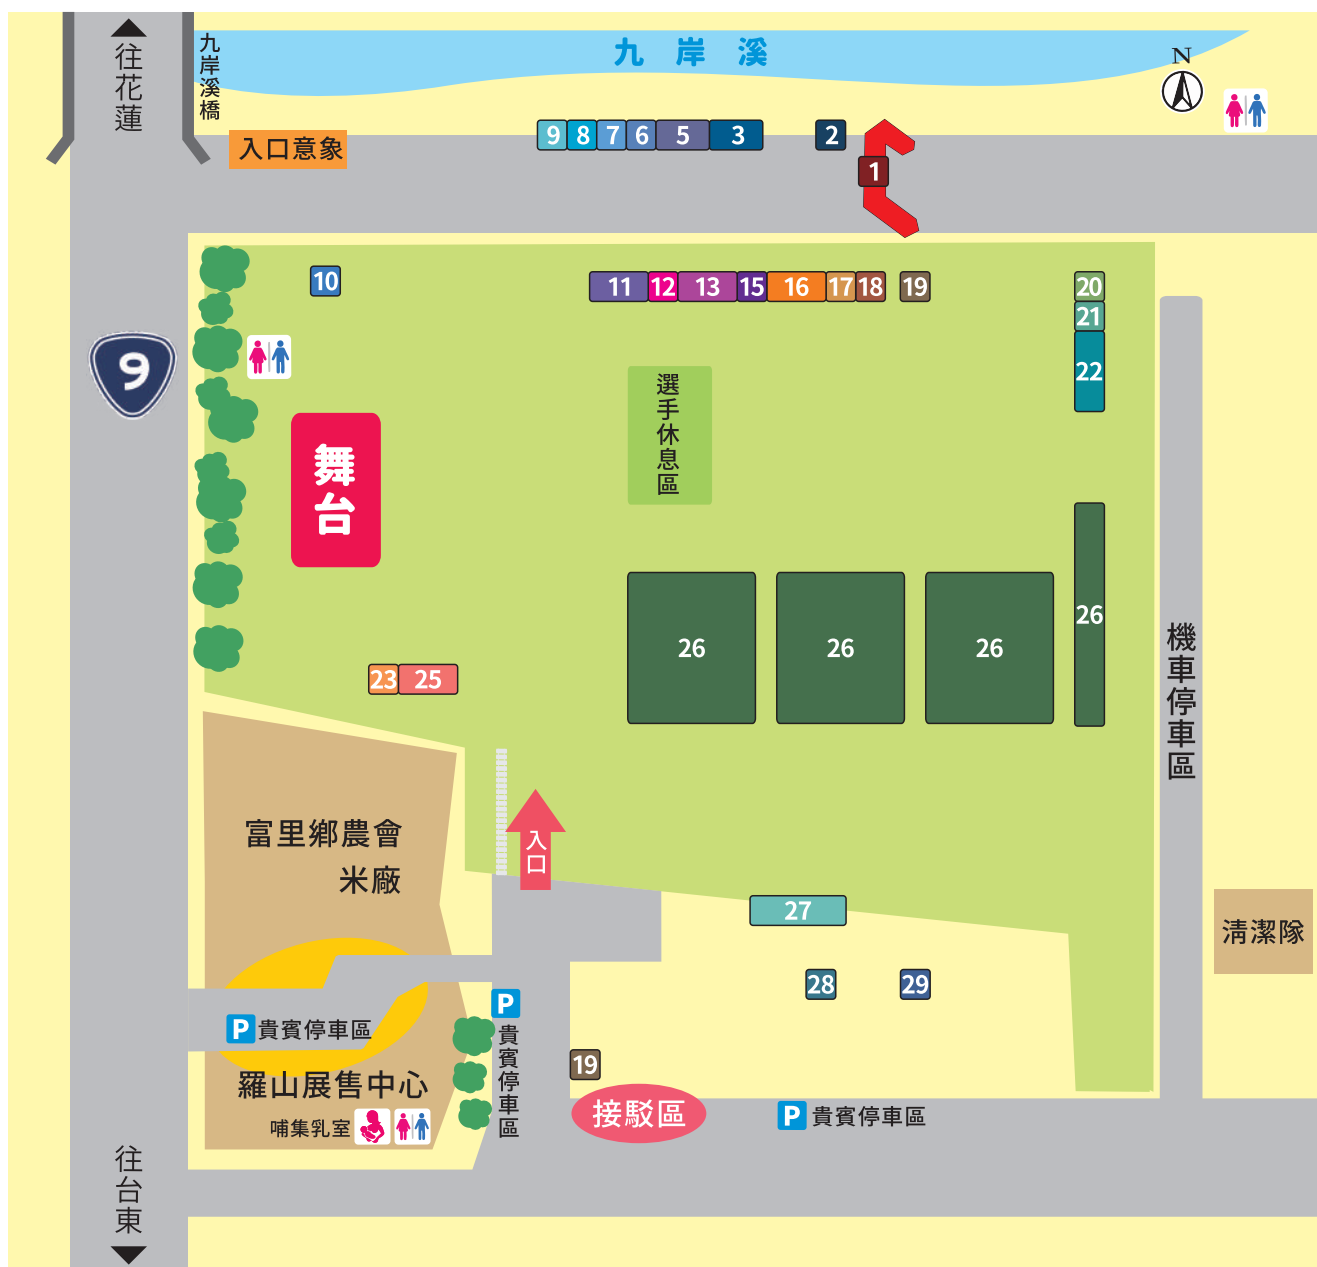 往花蓮
九岸溪橋
九岸溪
N
入口意象
9 8 7 6 5 3 2
1
10
11 12 13 15 16 17 18 19
20
21
22
9
選手休息區
舞台
26 26 26 26
23 25
機車停車區
富里鄉農會
米廠
入口
27
清潔隊
28 29
P
P 貴賓停車區
貴賓停車區
19
羅山展售中心
接駁區
P 貴賓停車區
哺集乳室
往台東